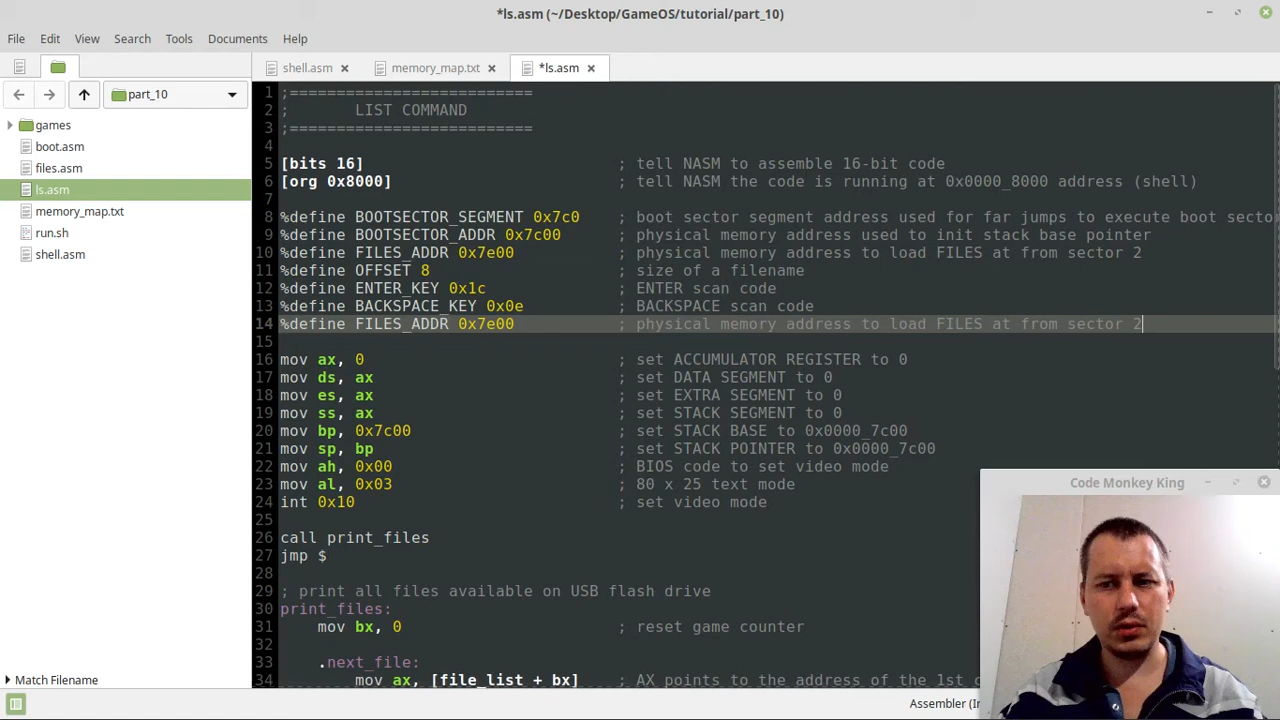 *ls.asm (~/Desktop/GameOS/tutorial/part_10)
File Edit View Search Tools Documents Help
part_10
games
boot.asm
files.asm
ls.asm
memory_map.txt
run.sh
shell.asm
Match Filename
shell.asm memory_map.txt *ls.asm
1 ;==========================
2 ; LIST COMMAND
3 ;==========================
4
5 [bits 16] ; tell NASM to assemble 16-bit code
6 [org 0x8000] ; tell NASM the code is running at 0x0000_8000 address (shell)
7
8 %define BOOTSECTOR_SEGMENT 0x7c0 ; boot sector segment address used for far jumps to execute boot secto
9 %define BOOTSECTOR_ADDR 0x7c00 ; physical memory address used to init stack base pointer
10 %define FILES_ADDR 0x7e00 ; physical memory address to load FILES at from sector 2
11 %define OFFSET 8 ; size of a filename
12 %define ENTER_KEY 0x1c ; ENTER scan code
13 %define BACKSPACE_KEY 0x0e ; BACKSPACE scan code
14 %define FILES_ADDR 0x7e00 ; physical memory address to load FILES at from sector 2
15
16 mov ax, 0 ; set ACCUMULATOR REGISTER to 0
17 mov ds, ax ; set DATA SEGMENT to 0
18 mov es, ax ; set EXTRA SEGMENT to 0
19 mov ss, ax ; set STACK SEGMENT to 0
20 mov bp, 0x7c00 ; set STACK BASE to 0x0000_7c00
21 mov sp, bp ; set STACK POINTER to 0x0000_7c00
22 mov ah, 0x00 ; BIOS code to set video mode
23 mov al, 0x03 ; 80 x 25 text mode
24 int 0x10 ; set video mode
25
26 call print_files
27 jmp $
28
29 ; print all files available on USB flash drive
30 print_files:
31 mov bx, 0 ; reset game counter
32
33 .next_file:
34 mov ax, [file_list + bx] ; AX points to the address of the 1st c
Code Monkey King
Assembler (In